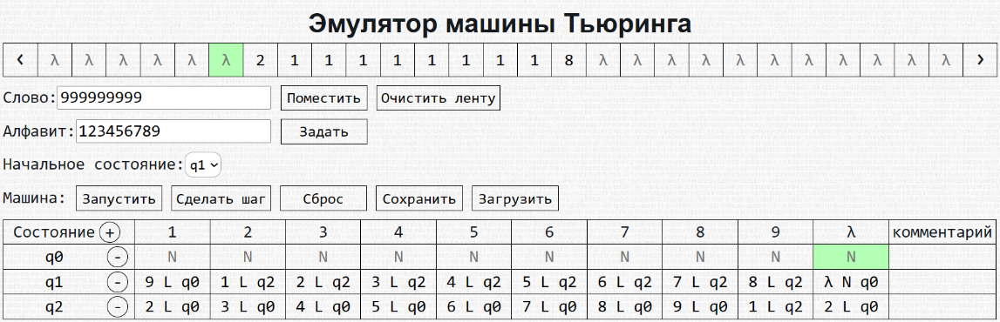 Эмулятор машины Тьюринга
< λ λ λ λ λ λ 2 1 1 1 1 1 1 1 1 8 λ λ λ λ λ λ λ λ λ λ λ >
Слово: 999999999 Поместить Очистить ленту
Алфавит: 123456789 Задать
Начальное состояние: q1
Машина: Запустить Сделать шаг Сброс Сохранить Загрузить
Состояние + 1 2 3 4 5 6 7 8 9 λ комментарий
q0 - N N N N N N N N N N
q1 - 9 L q0 1 L q2 2 L q2 3 L q2 4 L q2 5 L q2 6 L q2 7 L q2 8 L q2 λ N q0
q2 - 2 L q0 3 L q0 4 L q0 5 L q0 6 L q0 7 L q0 8 L q0 9 L q0 1 L q2 2 L q0